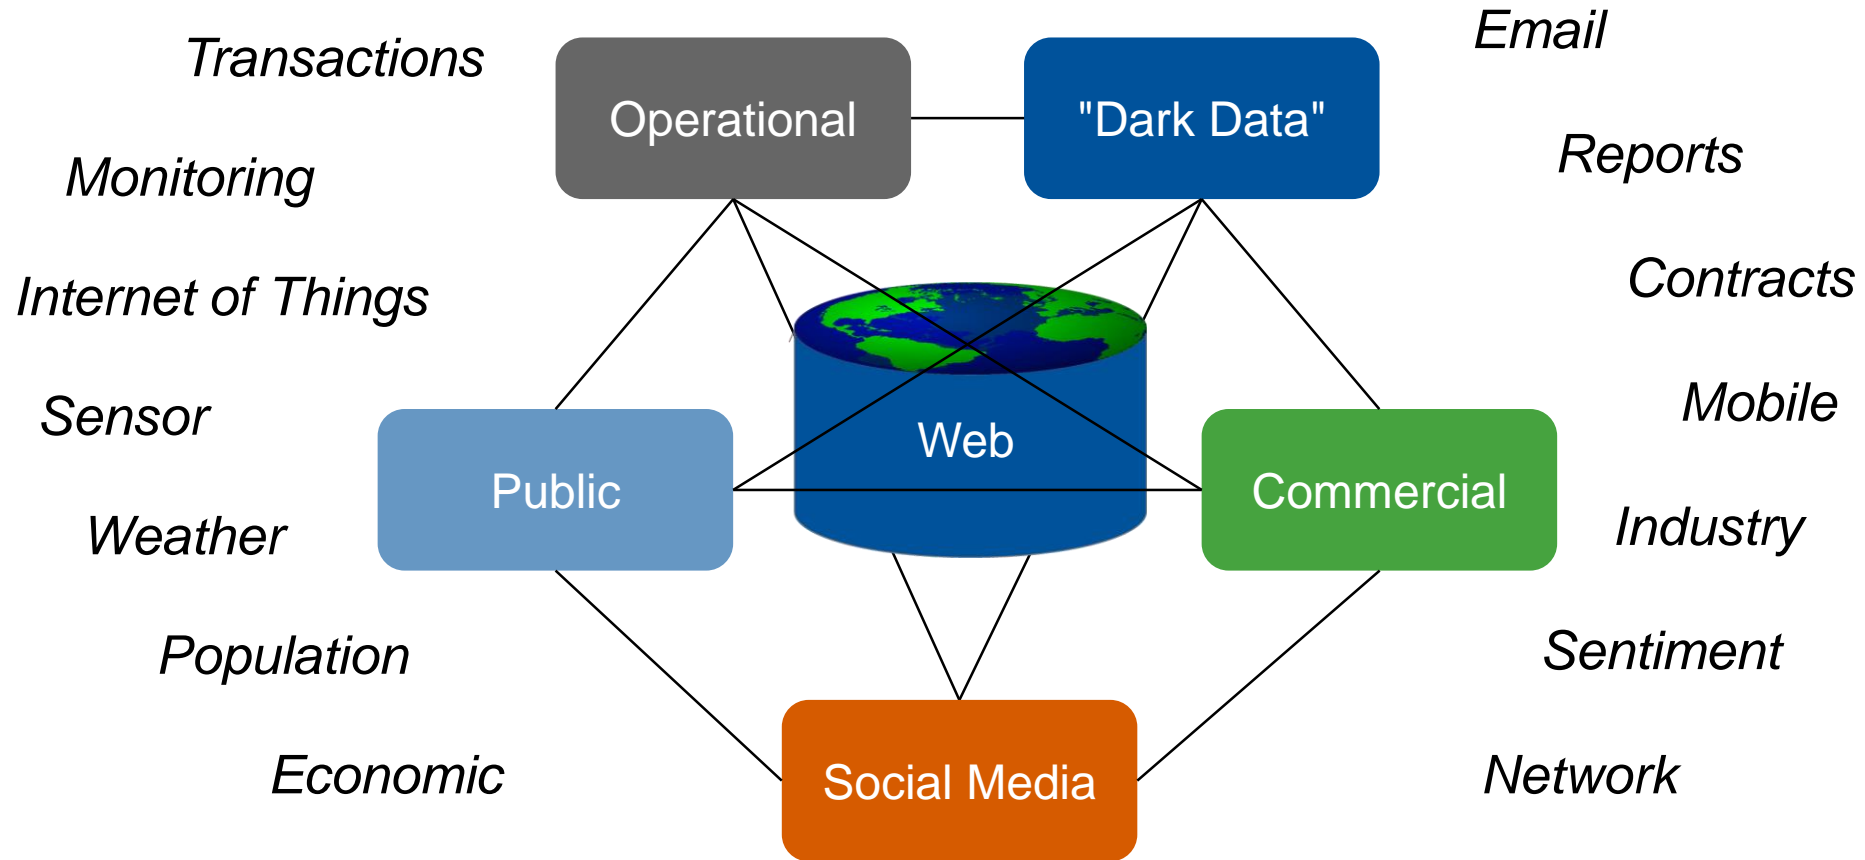 Transactions
Monitoring
Internet of Things
Sensor
Weather
Population
Economic
Operational
"Dark Data"
Web
Public
Commercial
Social Media
Email
Reports
Contracts
Mobile
Industry
Sentiment
Network